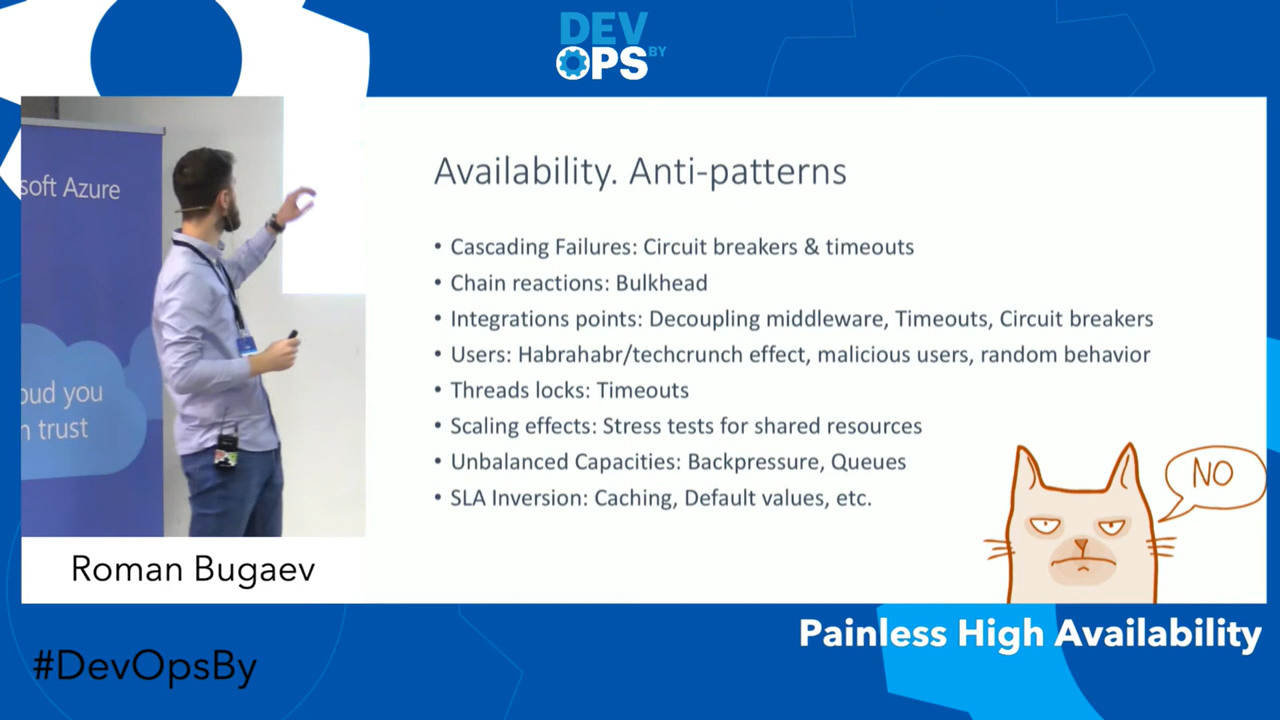 DEV
OPS BY
soft Azure
oud you
n trust
Availability. Anti-patterns
• Cascading Failures: Circuit breakers & timeouts
• Chain reactions: Bulkhead
• Integrations points: Decoupling middleware, Timeouts, Circuit breakers
• Users: Habrahabr/techcrunch effect, malicious users, random behavior
• Threads locks: Timeouts
• Scaling effects: Stress tests for shared resources
• Unbalanced Capacities: Backpressure, Queues
• SLA Inversion: Caching, Default values, etc.
NO
Roman Bugaev
Painless High Availability
#DevOpsBy